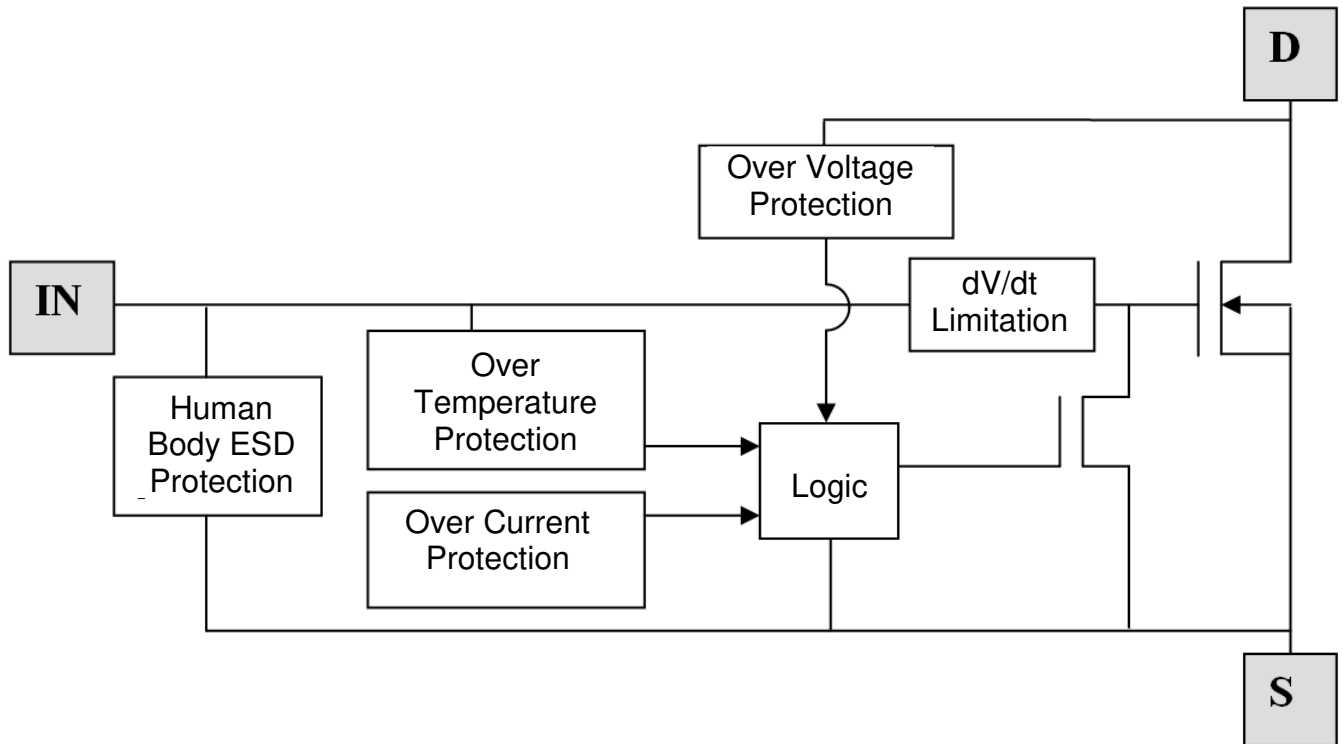 D
Over Voltage
Protection
IN
dV/dt
Limitation
Over
Temperature
Protection
Human
Body ESD
Protection
Logic
Over Current
Protection
S